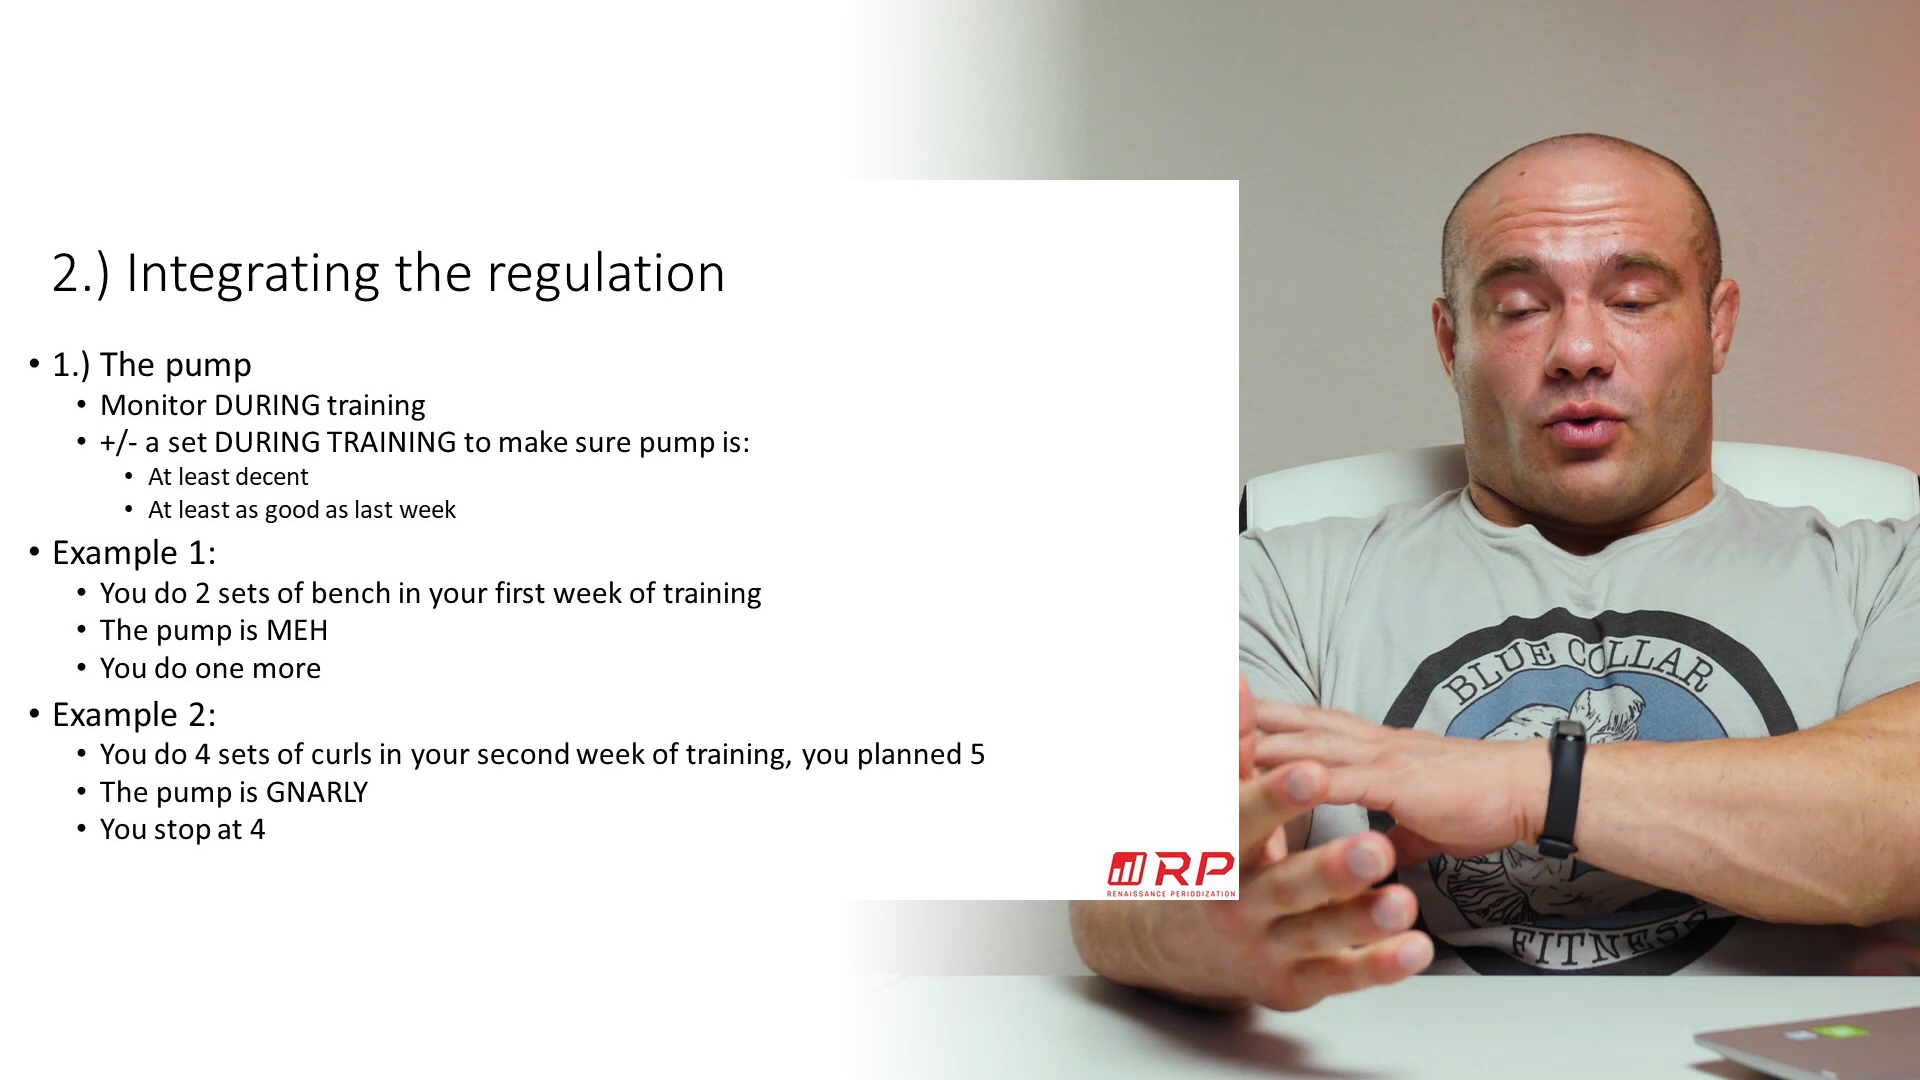 2.) Integrating the regulation
• 1.) The pump
• Monitor DURING training
• +/- a set DURING TRAINING to make sure pump is:
• At least decent
• At least as good as last week
• Example 1:
• You do 2 sets of bench in your first week of training
• The pump is MEH
• You do one more
• Example 2:
• You do 4 sets of curls in your second week of training, you planned 5
• The pump is GNARLY
• You stop at 4
RP
RENAISSANCE PERIODIZATION
BLUE COLLAR
FITNESS